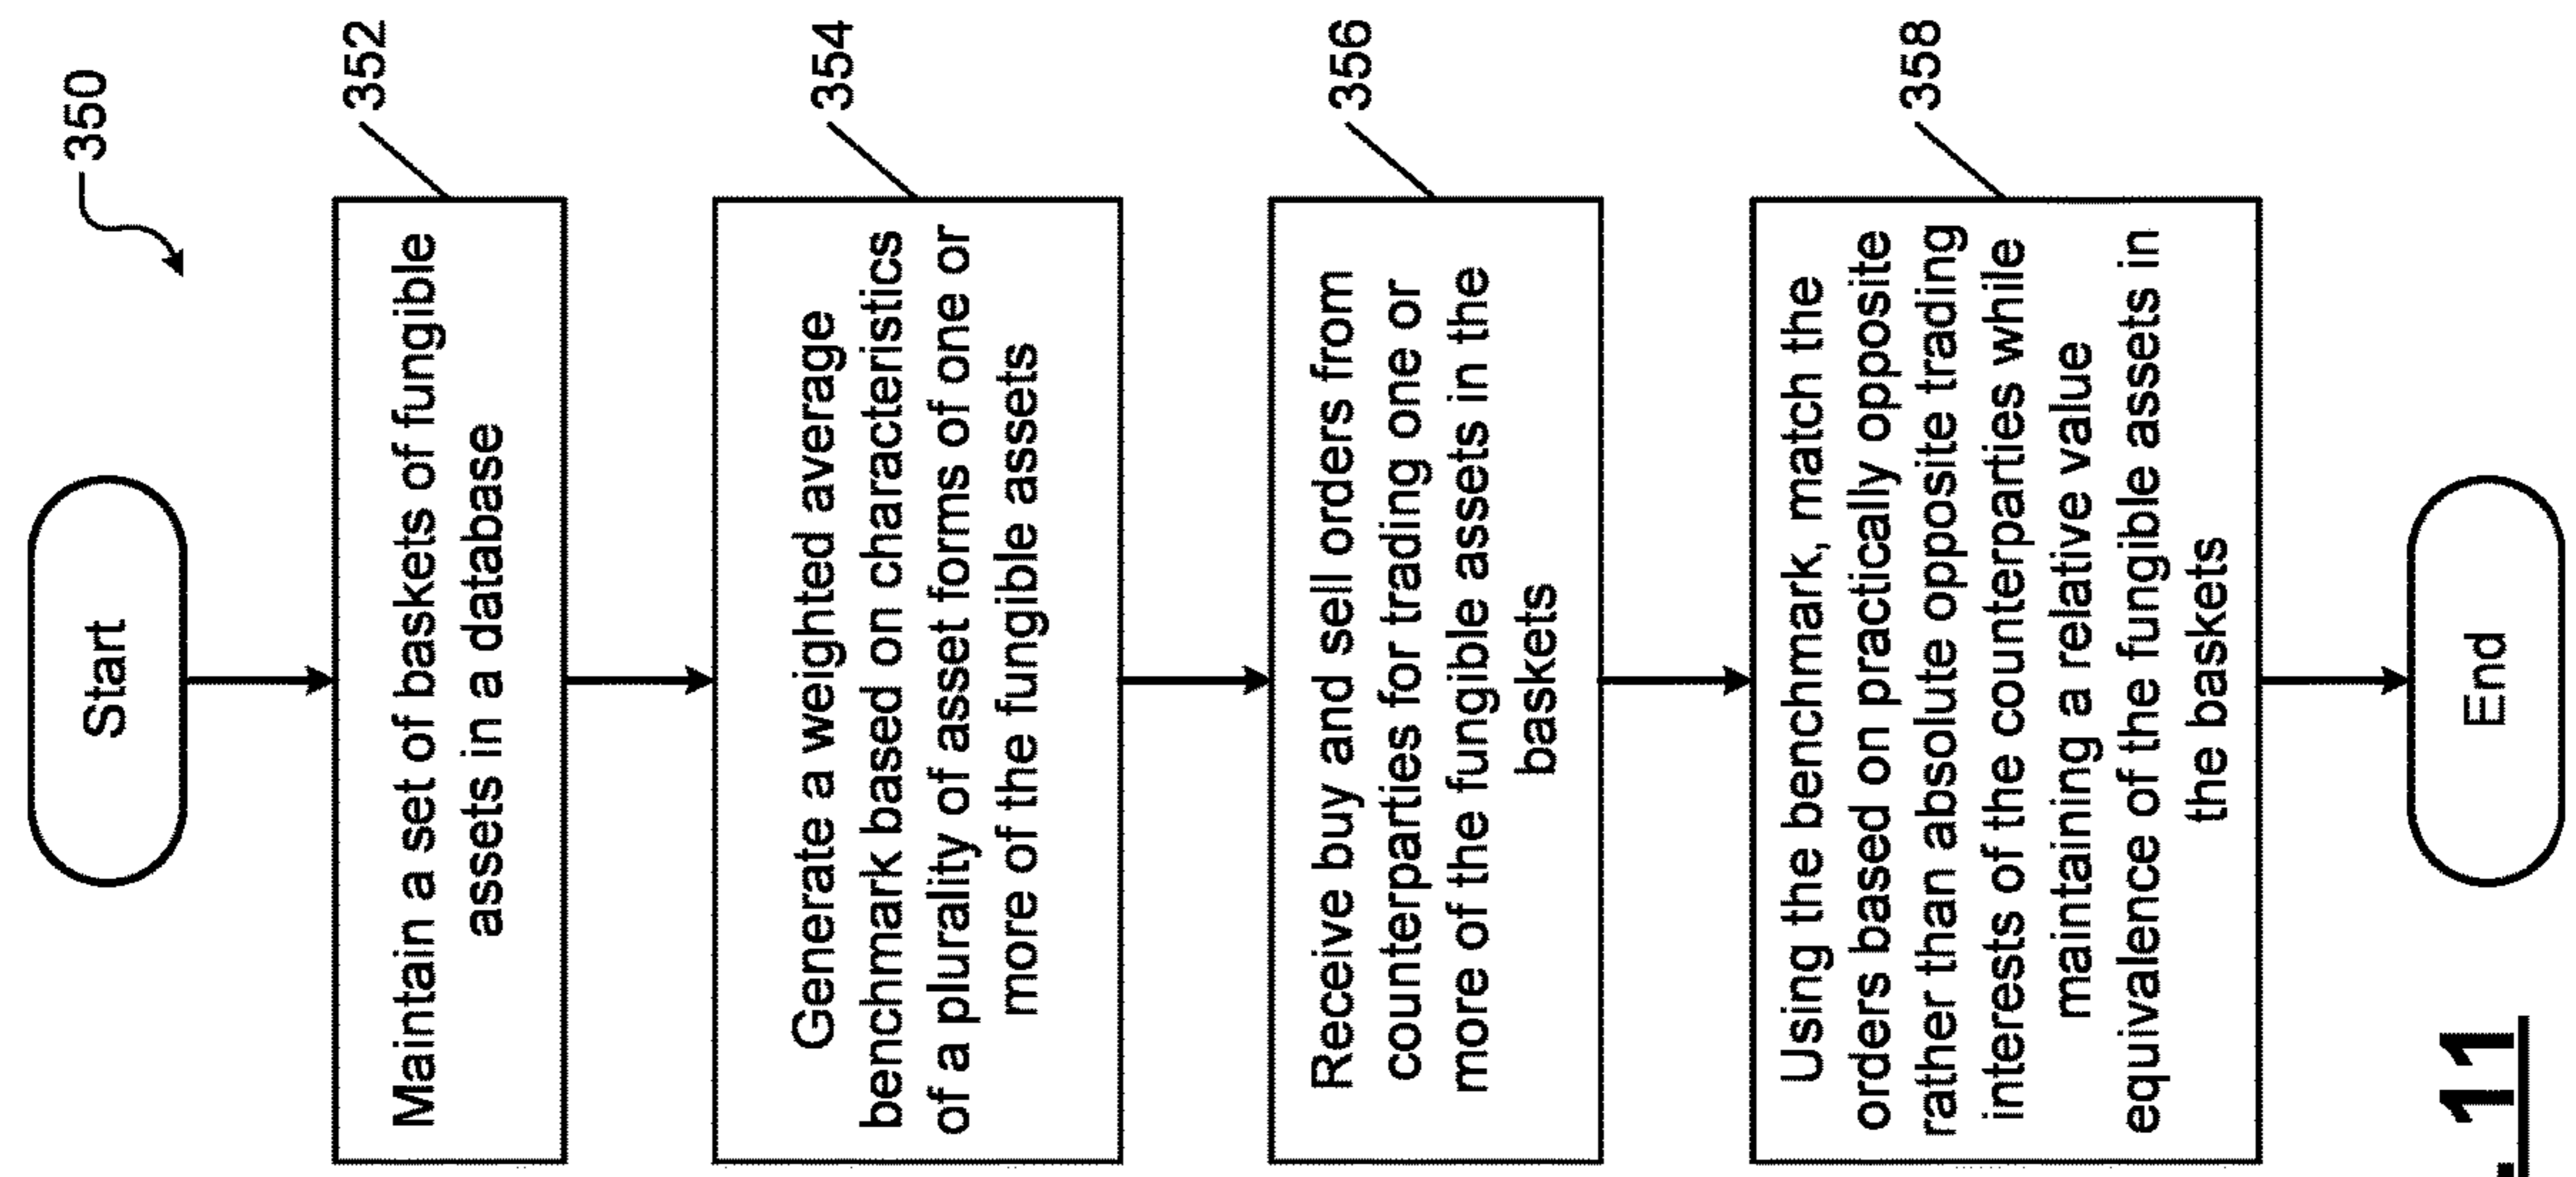 350
Start
352
Maintain a set of baskets of fungible
assets in a database
354
Generate a weighted average
benchmark based on characteristics
of a plurality of asset forms of one or
more of the fungible assets
356
Receive buy and sell orders from
counterparties for trading one or
more of the fungible assets in the
baskets
358
Using the benchmark, match the
orders based on practically opposite
rather than absolute opposite trading
interests of the counterparties while
maintaining a relative value
equivalence of the fungible assets in
the baskets
End
11